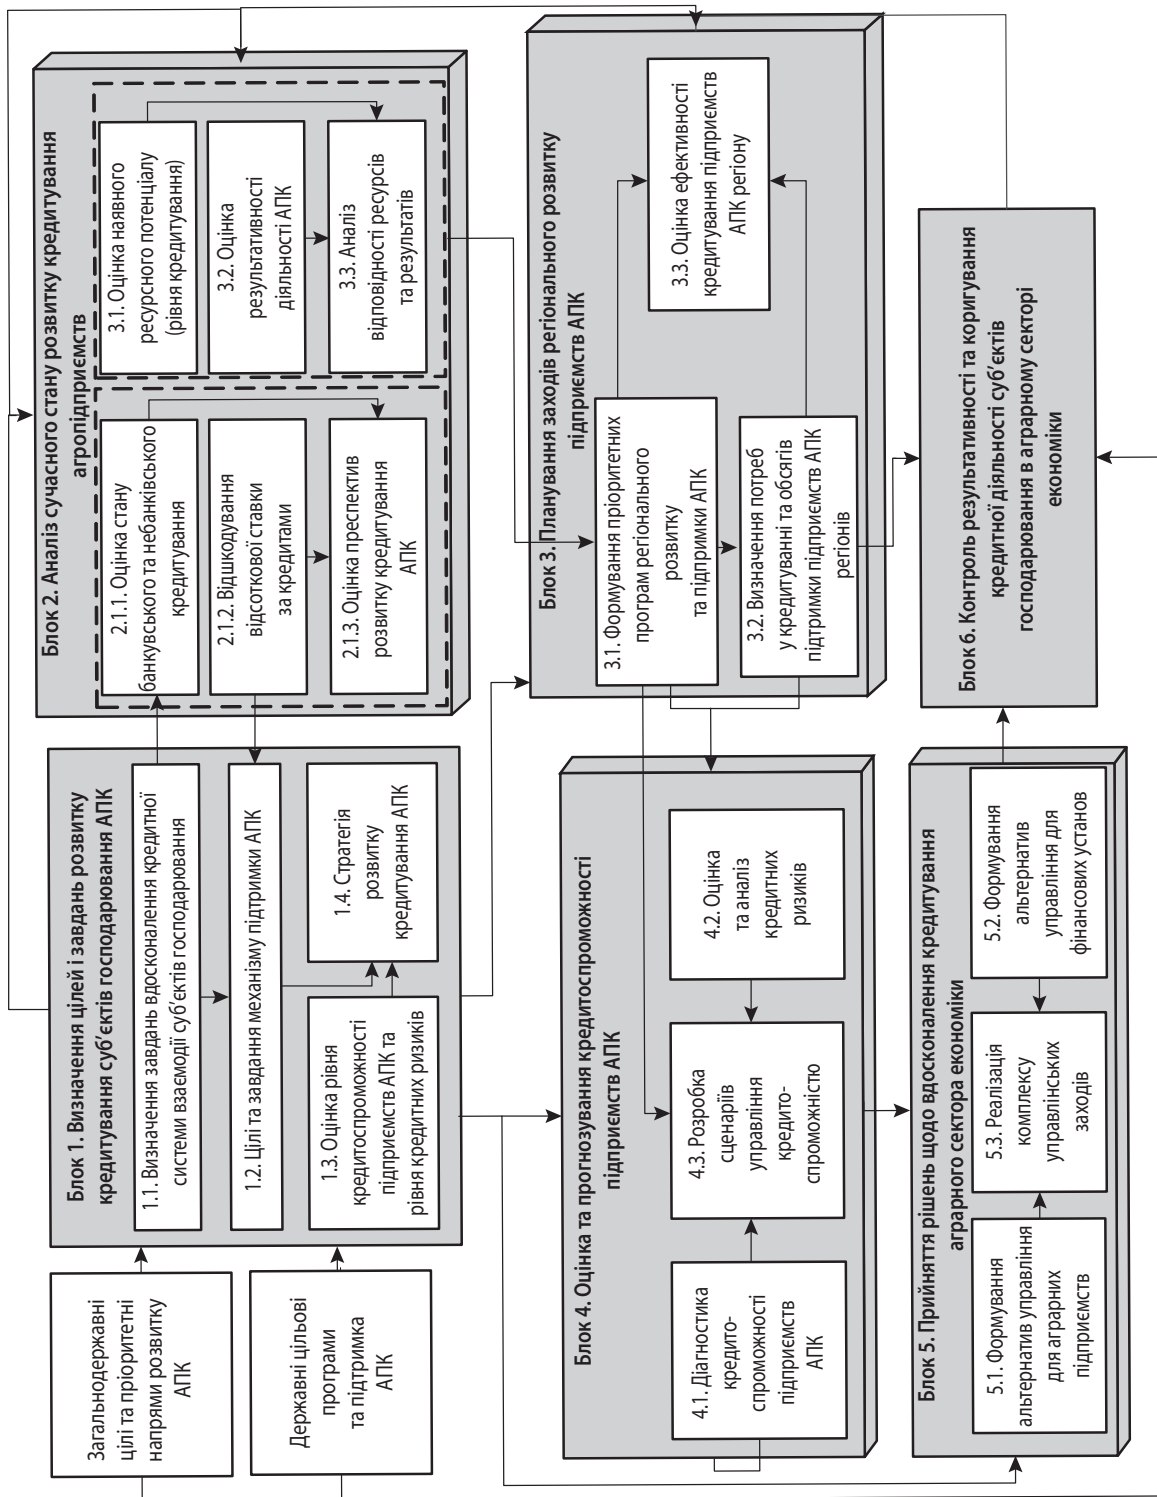 Загальнодержавні
цілі та пріоритетні
напрями розвитку
АПК
Державні цільові
програми
та підтримка
АПК
Блок 1. Визначення цілей і завдань розвитку
кредитування суб’єктів господарювання АПК
1.1. Визначення завдань вдосконалення кредитної
системи взаємодії суб’єктів господарювання
1.2. Цілі та завдання механізму підтримки АПК
1.3. Оцінка рівня
кредитоспроможності
підприємств АПК та
рівня кредитних ризиків
1.4. Стратегія
розвитку
кредитування АПК
Блок 2. Аналіз сучасного стану розвитку кредитування
агропідприємств
2.1.1. Оцінка стану
банкувського та небанківського
кредитування
2.1.2. Відшкодування
відсоткової ставки
за кредитами
2.1.3. Оцінка преспектив
розвитку кредитування
АПК
3.1. Оцінка наявного
ресурсного потенціалу
(рівня кредитування)
3.2. Оцінка
результативності
діяльності АПК
3.3. Аналіз
відповідності ресурсів
та результатів
Блок 4. Оцінка та прогнозування кредитоспроможності
підприємств АПК
4.1. Діагностика
кредито-
спроможності
підприємств
АПК
4.3. Розробка
сценаріїв
управління
кредито-
спроможністю
4.2. Оцінка
та аналіз
кредитних
ризиків
Блок 3. Планування заходів регіонального розвитку
підприємств АПК
3.1. Формування пріоритетних
програм регіонального
розвитку
та підпримки АПК
3.2. Визначення потреб
у кредитуванні та обсягів
підтримки підприємств АПК
регіонів
3.3. Оцінка ефективності
кредитування підприємств
АПК регіону
Блок 5. Прийняття рішень щодо вдосконалення кредитування
аграрного сектора економіки
5.1. Формування
альтернатив управління
для аграрних
підприємств
5.3. Реалізація
комплексу
управлінських
заходів
5.2. Формування
альтернатив
управління для
фінансових установ
Блок 6. Контроль результативності та коригування
кредитної діяльності суб’єктів
господарювання в аграрному секторі
економіки